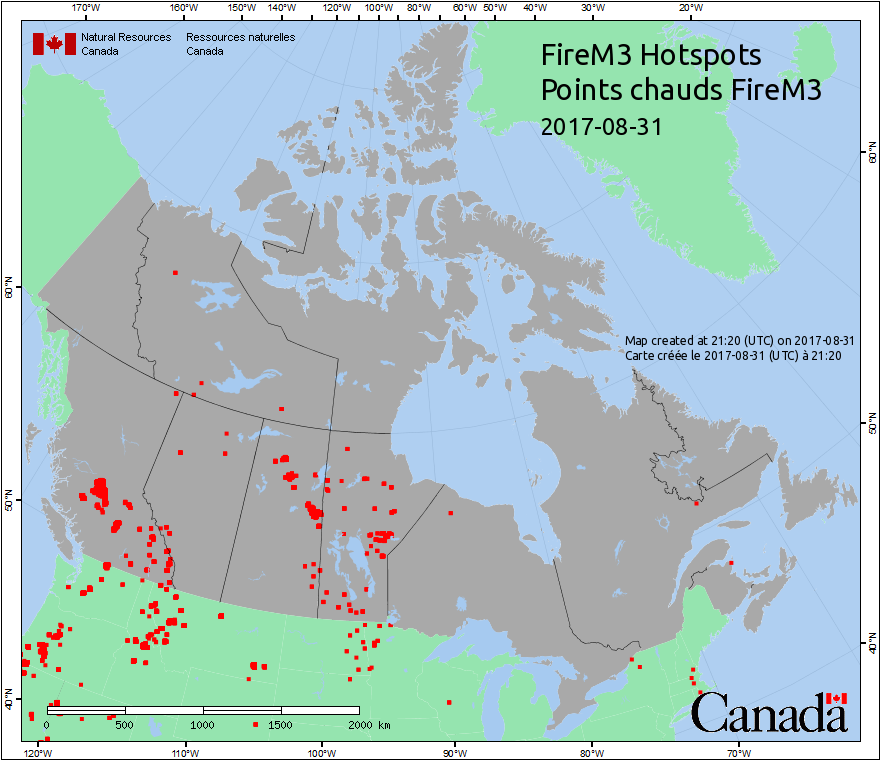 170°W 160°W 150°W 140°W 130°W 120°W 110°W 100°W 90°W 80°W 60°W 50°W 40°W 30°W 20°W
Natural Resources Ressources naturelles
Canada Canada
FireM3 Hotspots
Points chauds FireM3
2017-08-31
60°N
60°N
Map created at 21:20 (UTC) on 2017-08-31
Carte créée le 2017-08-31 (UTC) à 21:20
50°N
50°N
40°N
40°N
0 500 1000 1500 2000 km
Canada
120°W 110°W 100°W 90°W 80°W 70°W